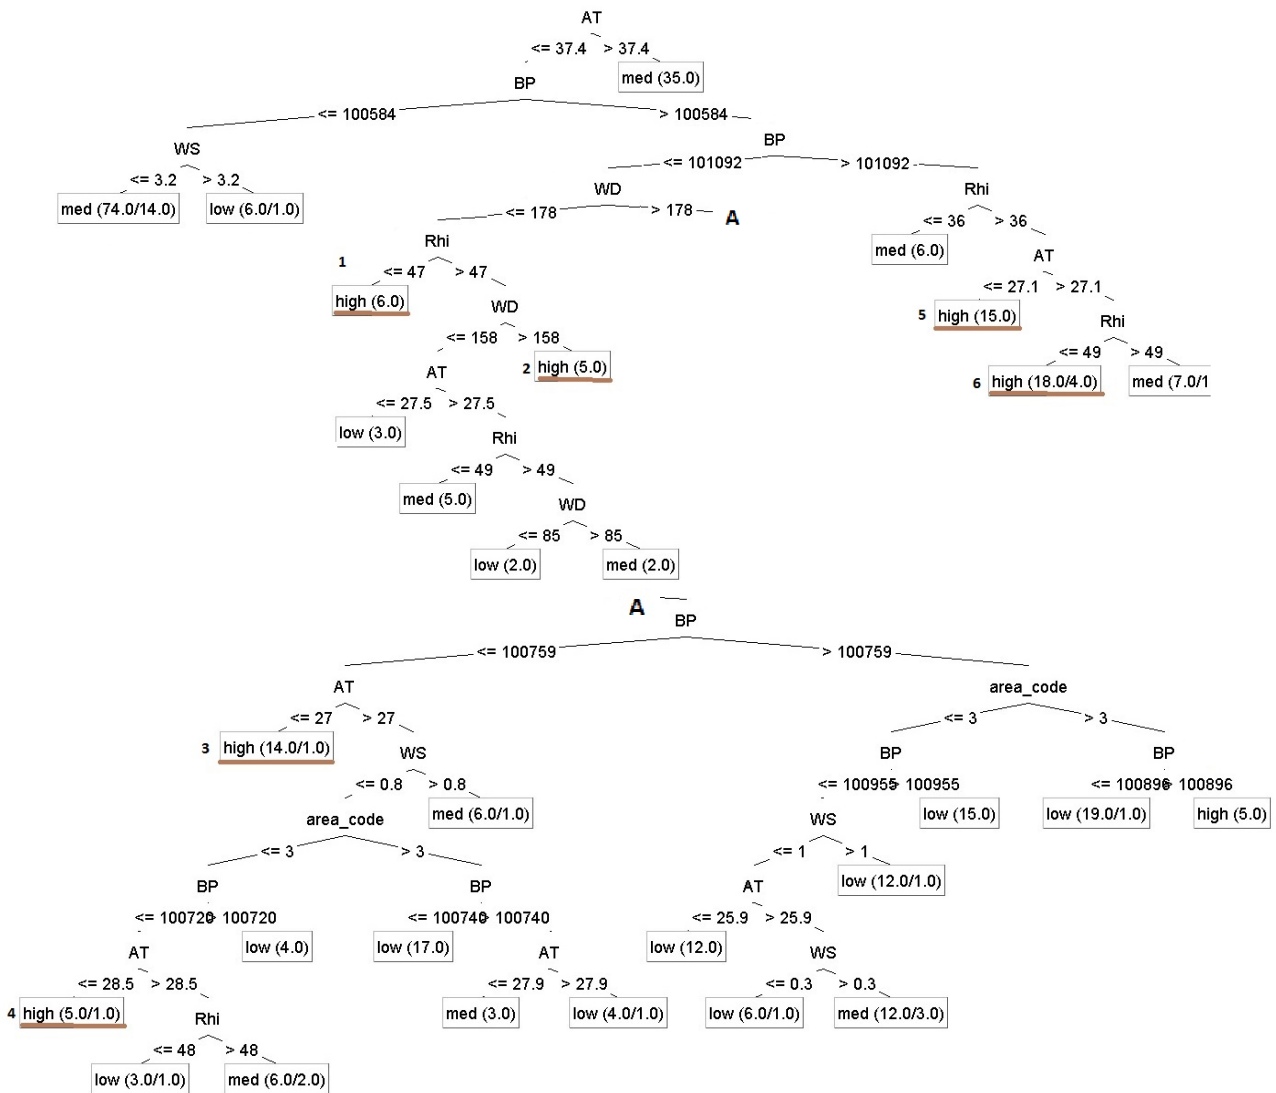 AT
<= 37.4 > 37.4
med (35.0)
BP
<= 100584 > 100584
BP
WS
<= 101092 > 101092
<= 3.2 > 3.2
WD
Rhi
med (74.0/14.0) low (6.0/1.0)
<= 178 > 178 A
<= 36 > 36
Rhi
med (6.0)
AT
1
<= 47 > 47
<= 27.1 > 27.1
high (6.0)
WD
5 high (15.0)
Rhi
<= 158 > 158
<= 49 > 49
AT
2 high (5.0)
6 high (18.0/4.0) med (7.0/1
<= 27.5 > 27.5
low (3.0)
Rhi
<= 49 > 49
med (5.0)
WD
<= 85 > 85
low (2.0) med (2.0)
A
BP
<= 100759 > 100759
AT
area_code
<= 27 > 27
<= 3 > 3
3 high (14.0/1.0)
WS
BP
BP
<= 0.8 > 0.8
<= 100955 > 100955
<= 100896 > 100896
area_code
med (6.0/1.0)
WS
low (15.0)
low (19.0/1.0)
high (5.0)
<= 3 > 3
<= 1 > 1
BP
BP
AT
low (12.0/1.0)
<= 100720 > 100720
<= 100740 > 100740
<= 25.9 > 25.9
AT
low (4.0)
low (17.0)
AT
low (12.0)
WS
<= 28.5 > 28.5
<= 27.9 > 27.9
<= 0.3 > 0.3
4 high (5.0/1.0)
Rhi
med (3.0)
low (4.0/1.0)
low (6.0/1.0)
med (12.0/3.0)
<= 48 > 48
low (3.0/1.0) med (6.0/2.0)